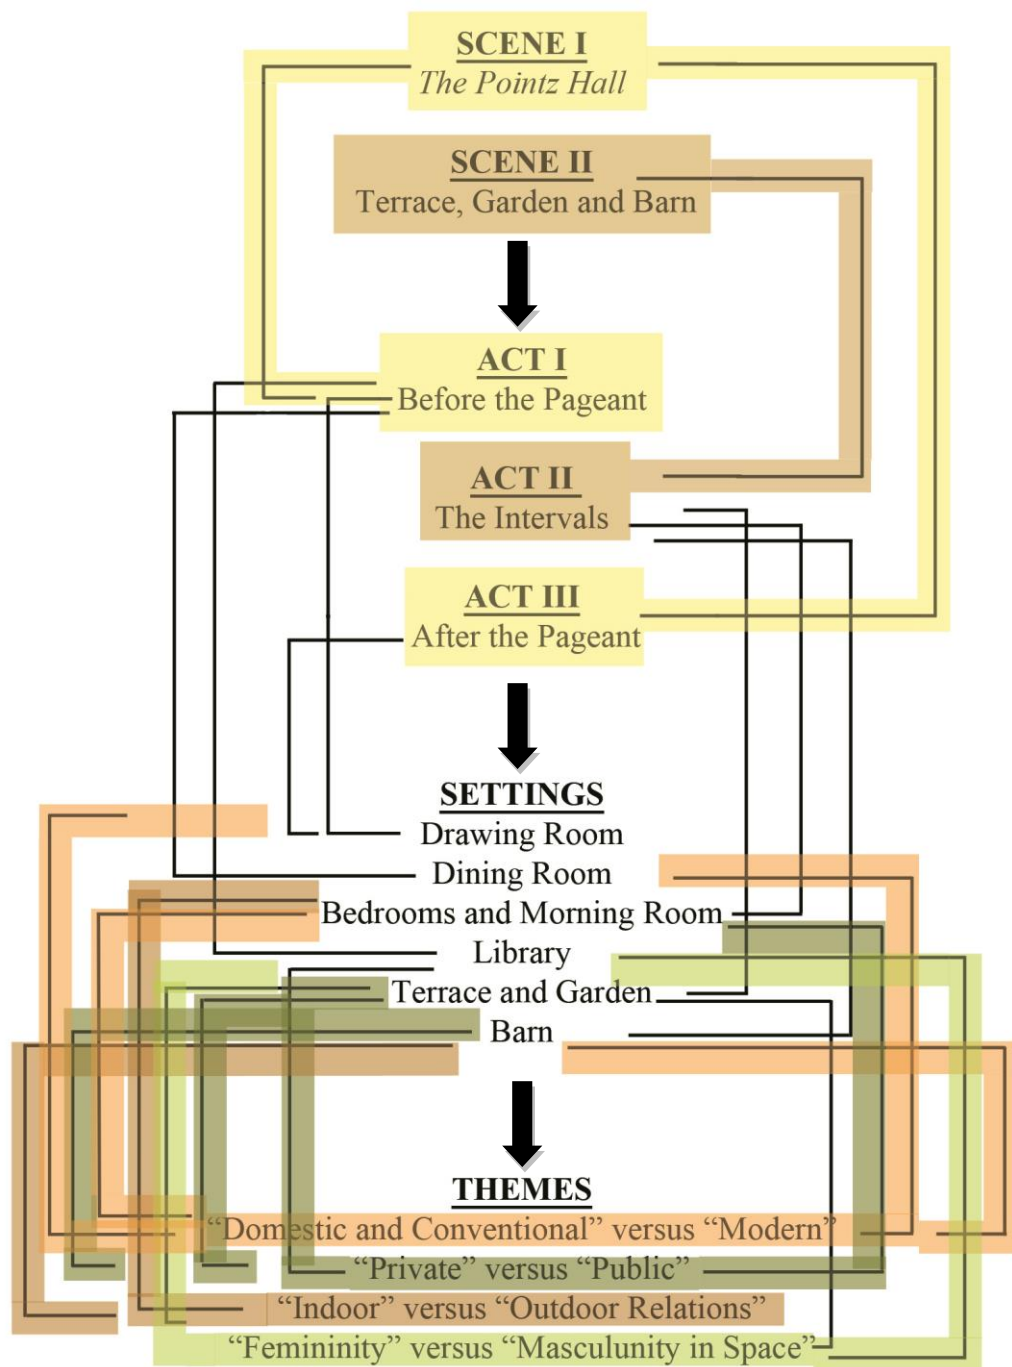 SCENE I
The Pointz Hall
SCENE II
Terrace, Garden and Barn
ACT I
Before the Pageant
ACT II
The Intervals
ACT III
After the Pageant
SETTINGS
Drawing Room
Dining Room
Bedrooms and Morning Room
Library
Terrace and Garden
Barn
THEMES
“Domestic and Conventional” versus “Modern”
“Private” versus “Public”
“Indoor” versus “Outdoor Relations”
“Femininity” versus “Masculunity in Space”